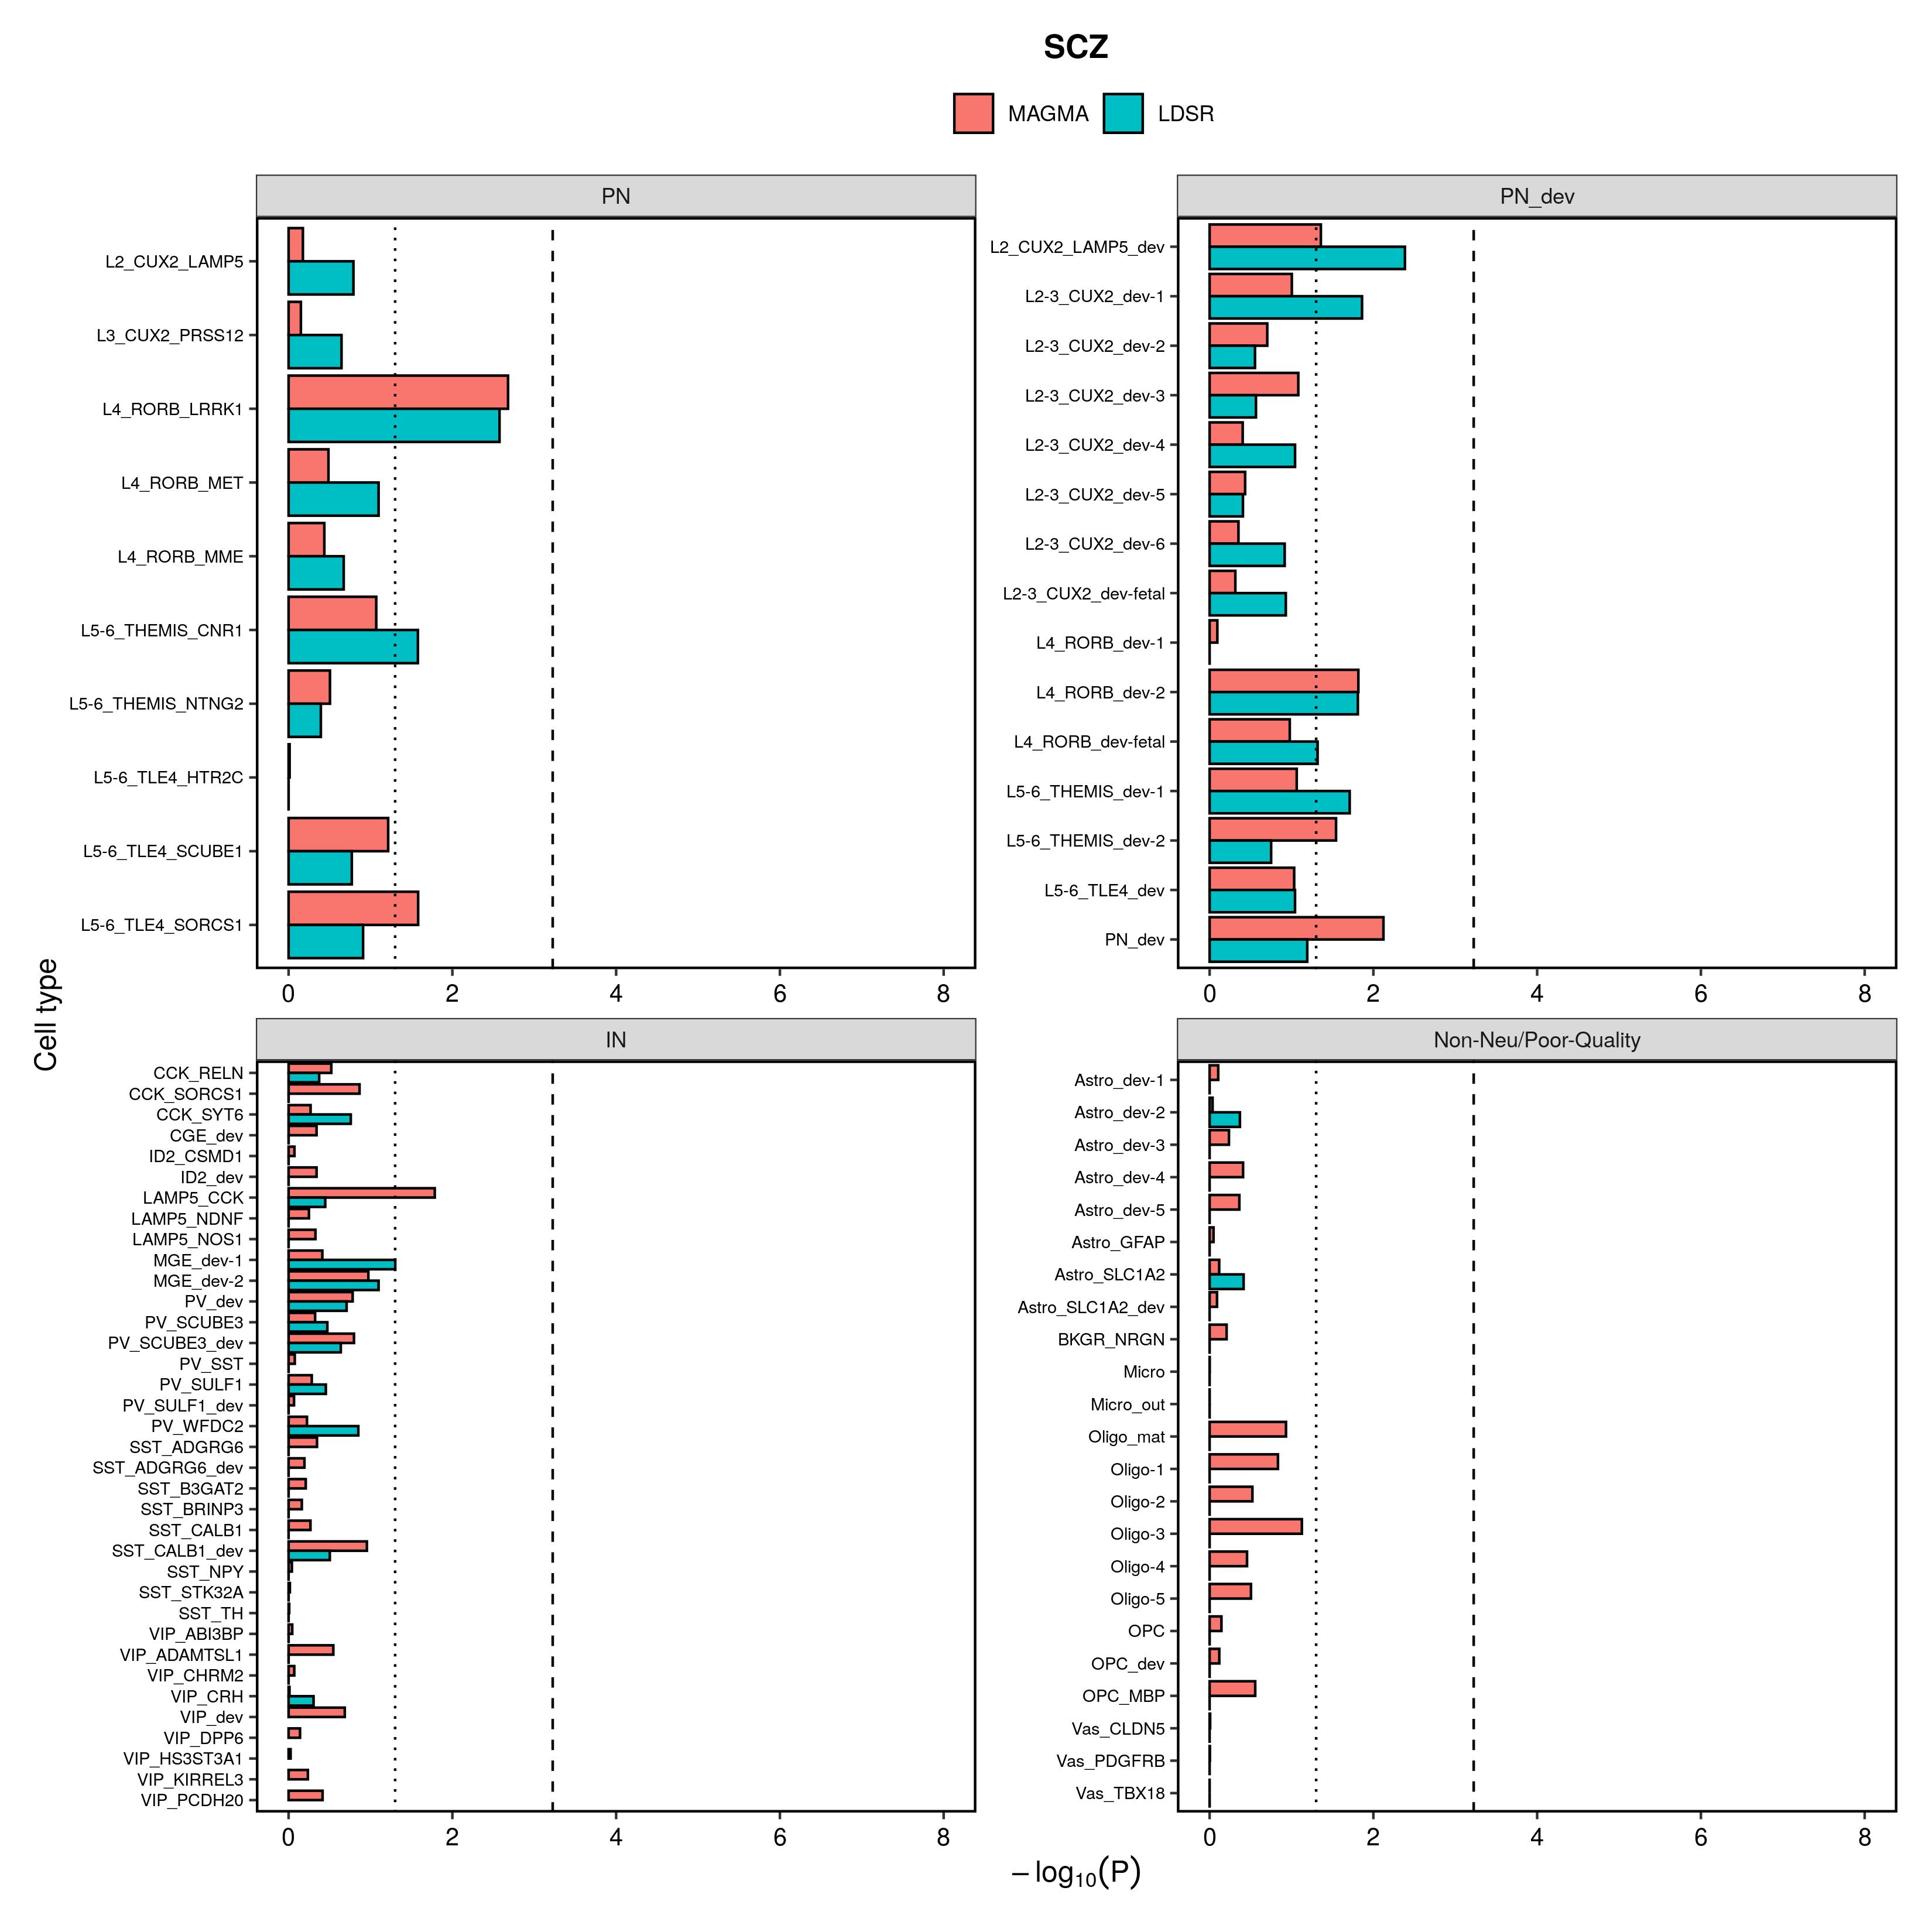 SCZ
MAGMA LDSR
PN
L2_CUX2_LAMP5
L3_CUX2_PRSS12
L4_RORB_LRRK1
L4_RORB_MET
L4_RORB_MME
L5-6_THEMIS_CNR1
L5-6_THEMIS_NTNG2
L5-6_TLE4_HTR2C
L5-6_TLE4_SCUBE1
L5-6_TLE4_SORCS1
0 2 4 6 8
PN_dev
L2_CUX2_LAMP5_dev
L2-3_CUX2_dev-1
L2-3_CUX2_dev-2
L2-3_CUX2_dev-3
L2-3_CUX2_dev-4
L2-3_CUX2_dev-5
L2-3_CUX2_dev-6
L2-3_CUX2_dev-fetal
L4_RORB_dev-1
L4_RORB_dev-2
L4_RORB_dev-fetal
L5-6_THEMIS_dev-1
L5-6_THEMIS_dev-2
L5-6_TLE4_dev
PN_dev
0 2 4 6 8
Cell type
IN
CCK_RELN
CCK_SORCS1
CCK_SYT6
CGE_dev
ID2_CSMD1
ID2_dev
LAMP5_CCK
LAMP5_NDNF
LAMP5_NOS1
MGE_dev-1
MGE_dev-2
PV_dev
PV_SCUBE3
PV_SCUBE3_dev
PV_SST
PV_SULF1
PV_SULF1_dev
PV_WFDC2
SST_ADGRG6
SST_ADGRG6_dev
SST_B3GAT2
SST_BRINP3
SST_CALB1
SST_CALB1_dev
SST_NPY
SST_STK32A
SST_TH
VIP_ABI3BP
VIP_ADAMTSL1
VIP_CHRM2
VIP_CRH
VIP_dev
VIP_DPP6
VIP_HS3ST3A1
VIP_KIRREL3
VIP_PCDH20
0 2 4 6 8
Non-Neu/Poor-Quality
Astro_dev-1
Astro_dev-2
Astro_dev-3
Astro_dev-4
Astro_dev-5
Astro_GFAP
Astro_SLC1A2
Astro_SLC1A2_dev
BKGR_NRGN
Micro
Micro_out
Oligo_mat
Oligo-1
Oligo-2
Oligo-3
Oligo-4
Oligo-5
OPC
OPC_dev
OPC_MBP
Vas_CLDN5
Vas_PDGFRB
Vas_TBX18
0 2 4 6 8
−log₁₀(P)